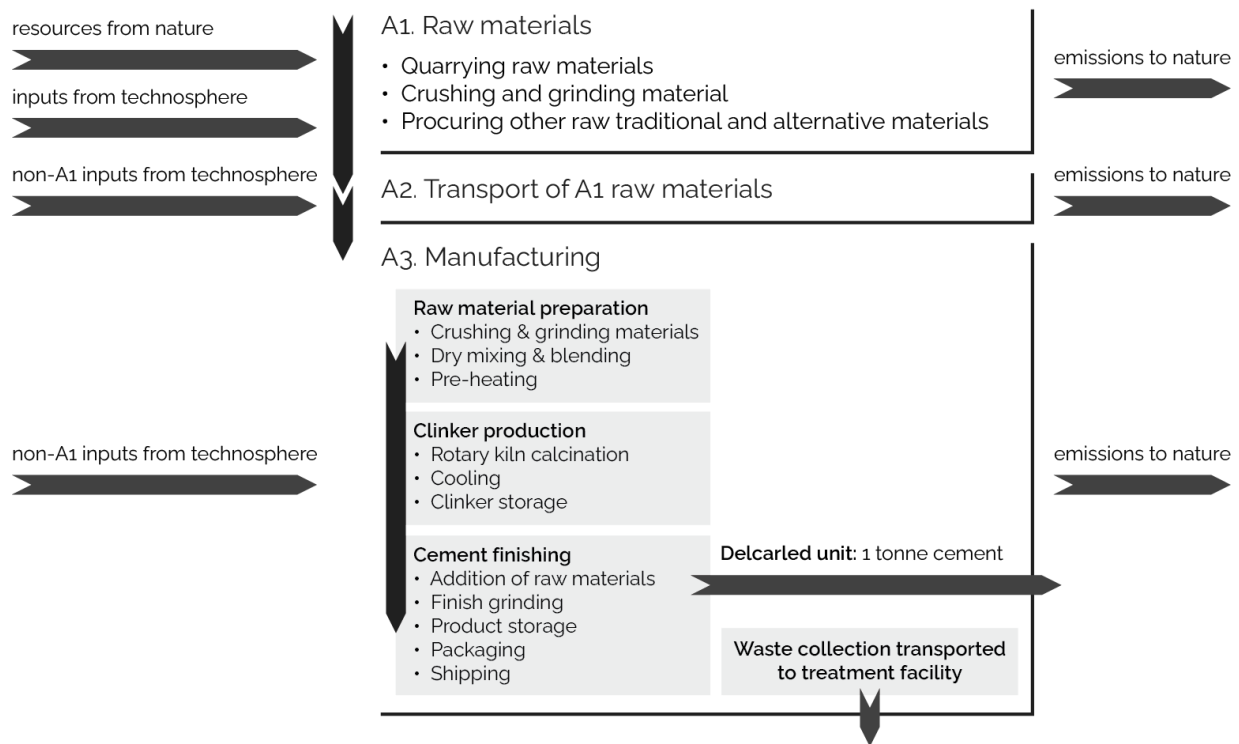 resources from nature
inputs from technosphere
non-A1 inputs from technosphere
A1. Raw materials
• Quarrying raw materials
• Crushing and grinding material
• Procuring other raw traditional and alternative materials
emissions to nature
A2. Transport of A1 raw materials
emissions to nature
A3. Manufacturing
Raw material preparation
• Crushing & grinding materials
• Dry mixing & blending
• Pre-heating
non-A1 inputs from technosphere
Clinker production
• Rotary kiln calcination
• Cooling
• Clinker storage
emissions to nature
Cement finishing
• Addition of raw materials
• Finish grinding
• Product storage
• Packaging
• Shipping
Delcarled unit: 1 tonne cement
Waste collection transported
to treatment facility